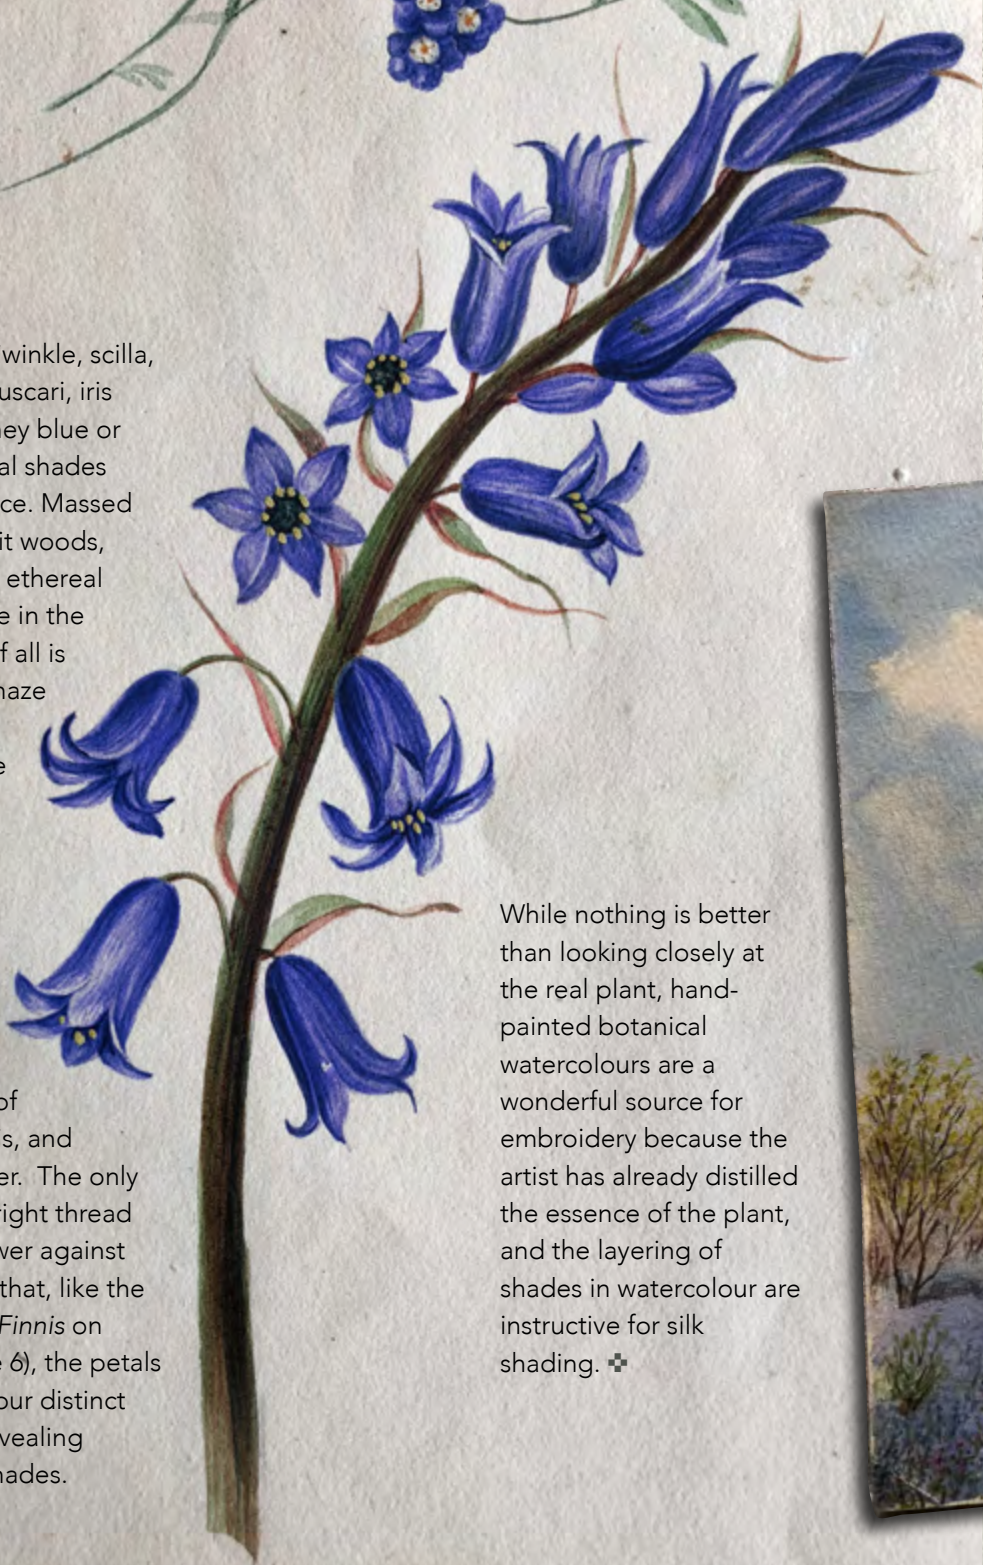 winkle, scilla,
uscari, iris
ey blue or
al shades
ce. Massed
it woods,
ethereal
e in the
f all is
haze
e
of
s, and
er. The only
right thread
wer against
that, like the
Finnis on
e 6), the petals
our distinct
vealing
hades.
While nothing is better
than looking closely at
the real plant, hand-
painted botanical
watercolours are a
wonderful source for
embroidery because the
artist has already distilled
the essence of the plant,
and the layering of
shades in watercolour are
instructive for silk
shading.